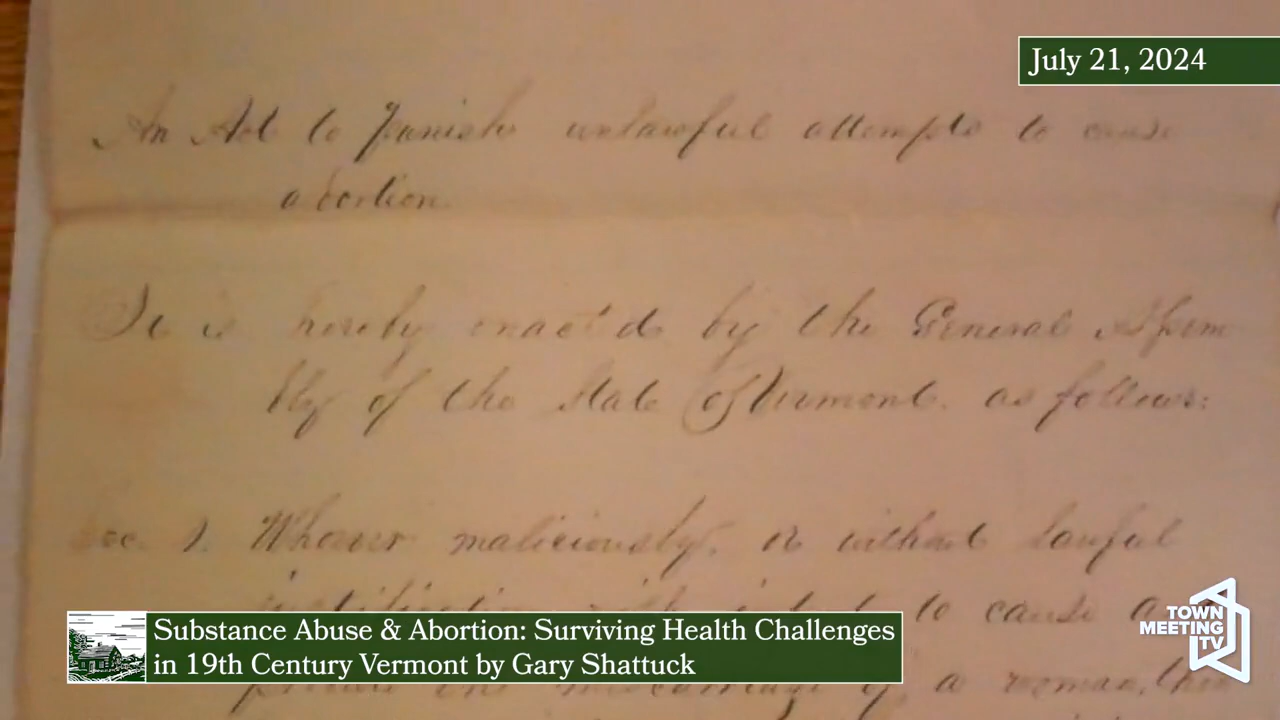 July 21, 2024
An Act to punish unlawful attempts to cause
abortion.
It is hereby enacted by the General Assem
bly of the State of Vermont. as follows:
Sec. 1. Whoever maliciously, or without lawful
to cause
miscarriage of a woman, then
Substance Abuse & Abortion: Surviving Health Challenges
in 19th Century Vermont by Gary Shattuck
TOWN
MEETING
TV